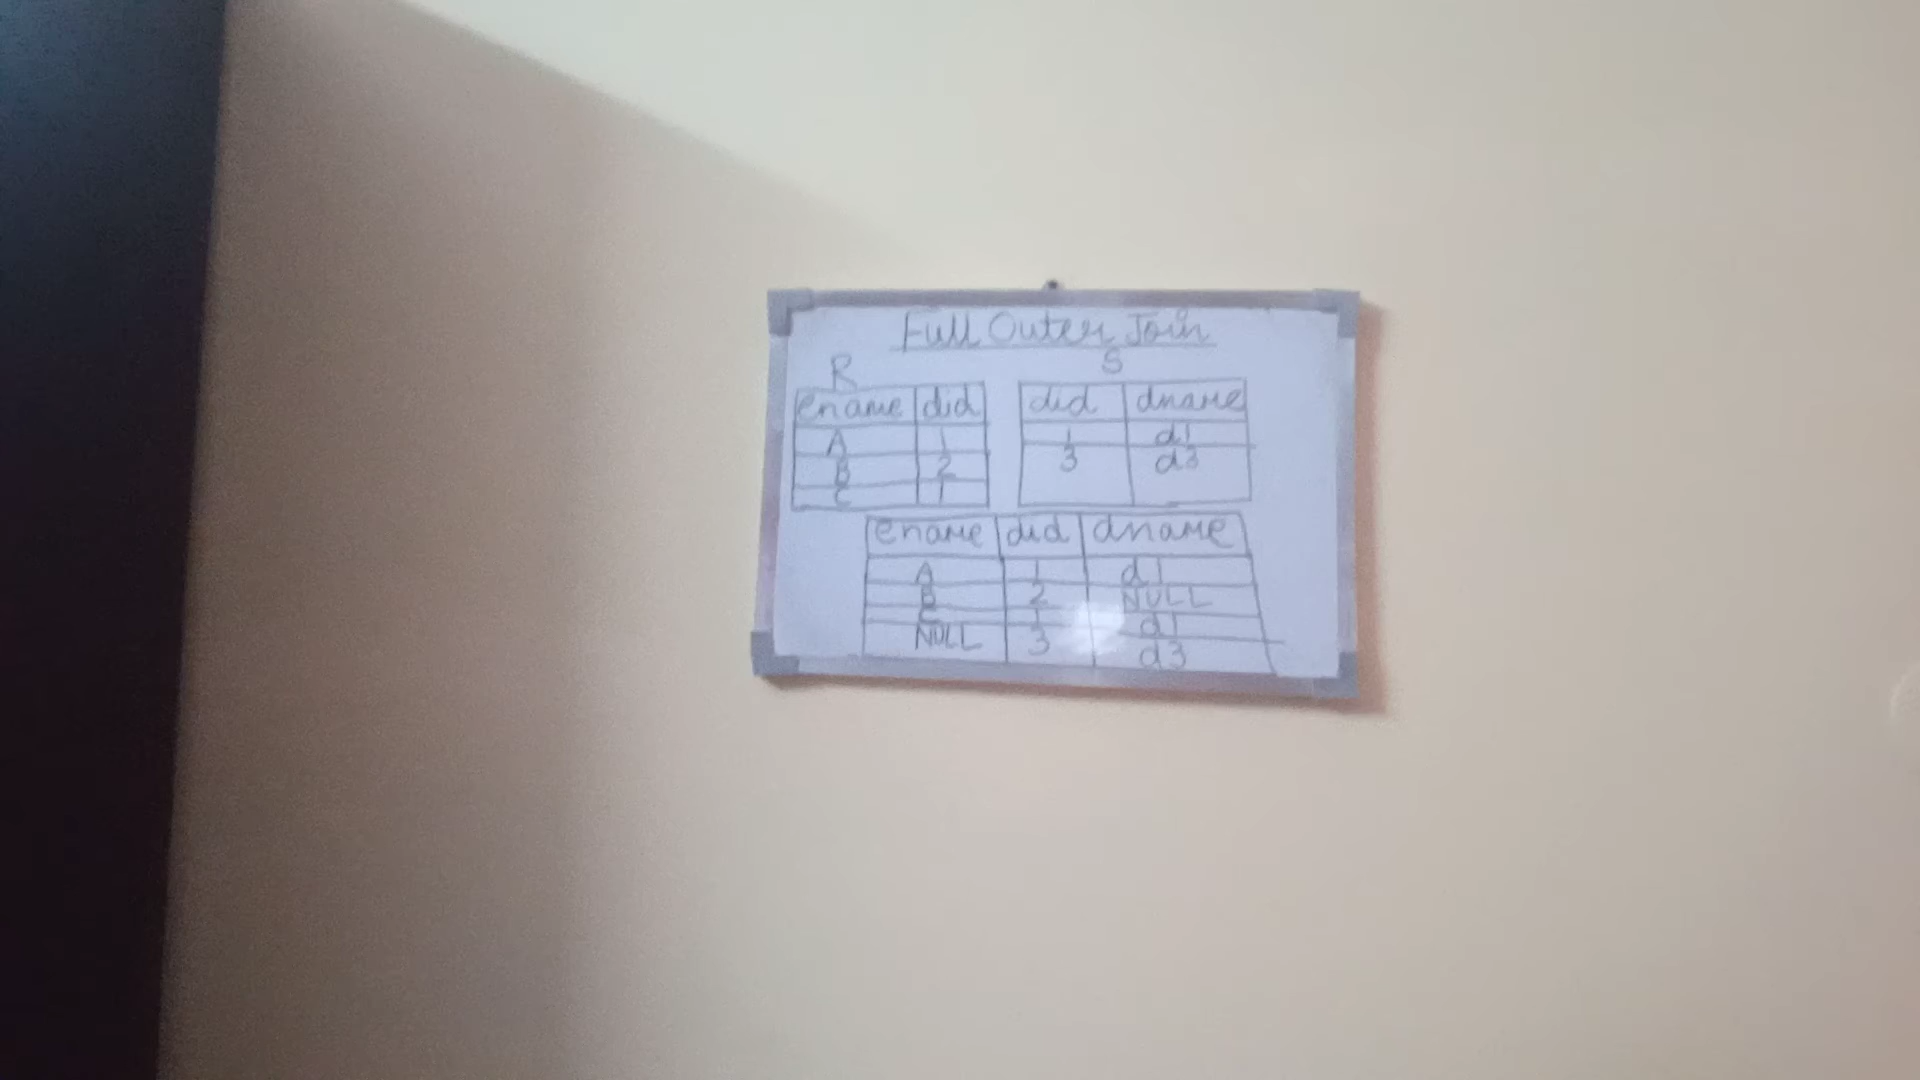 Full Outer Join
R S
ename did did dname
A 1 1 d1
B 2 3 d3
C 1
ename did dname
A 1 d1
B 2 NULL
C 1 d1
NULL 3 d3